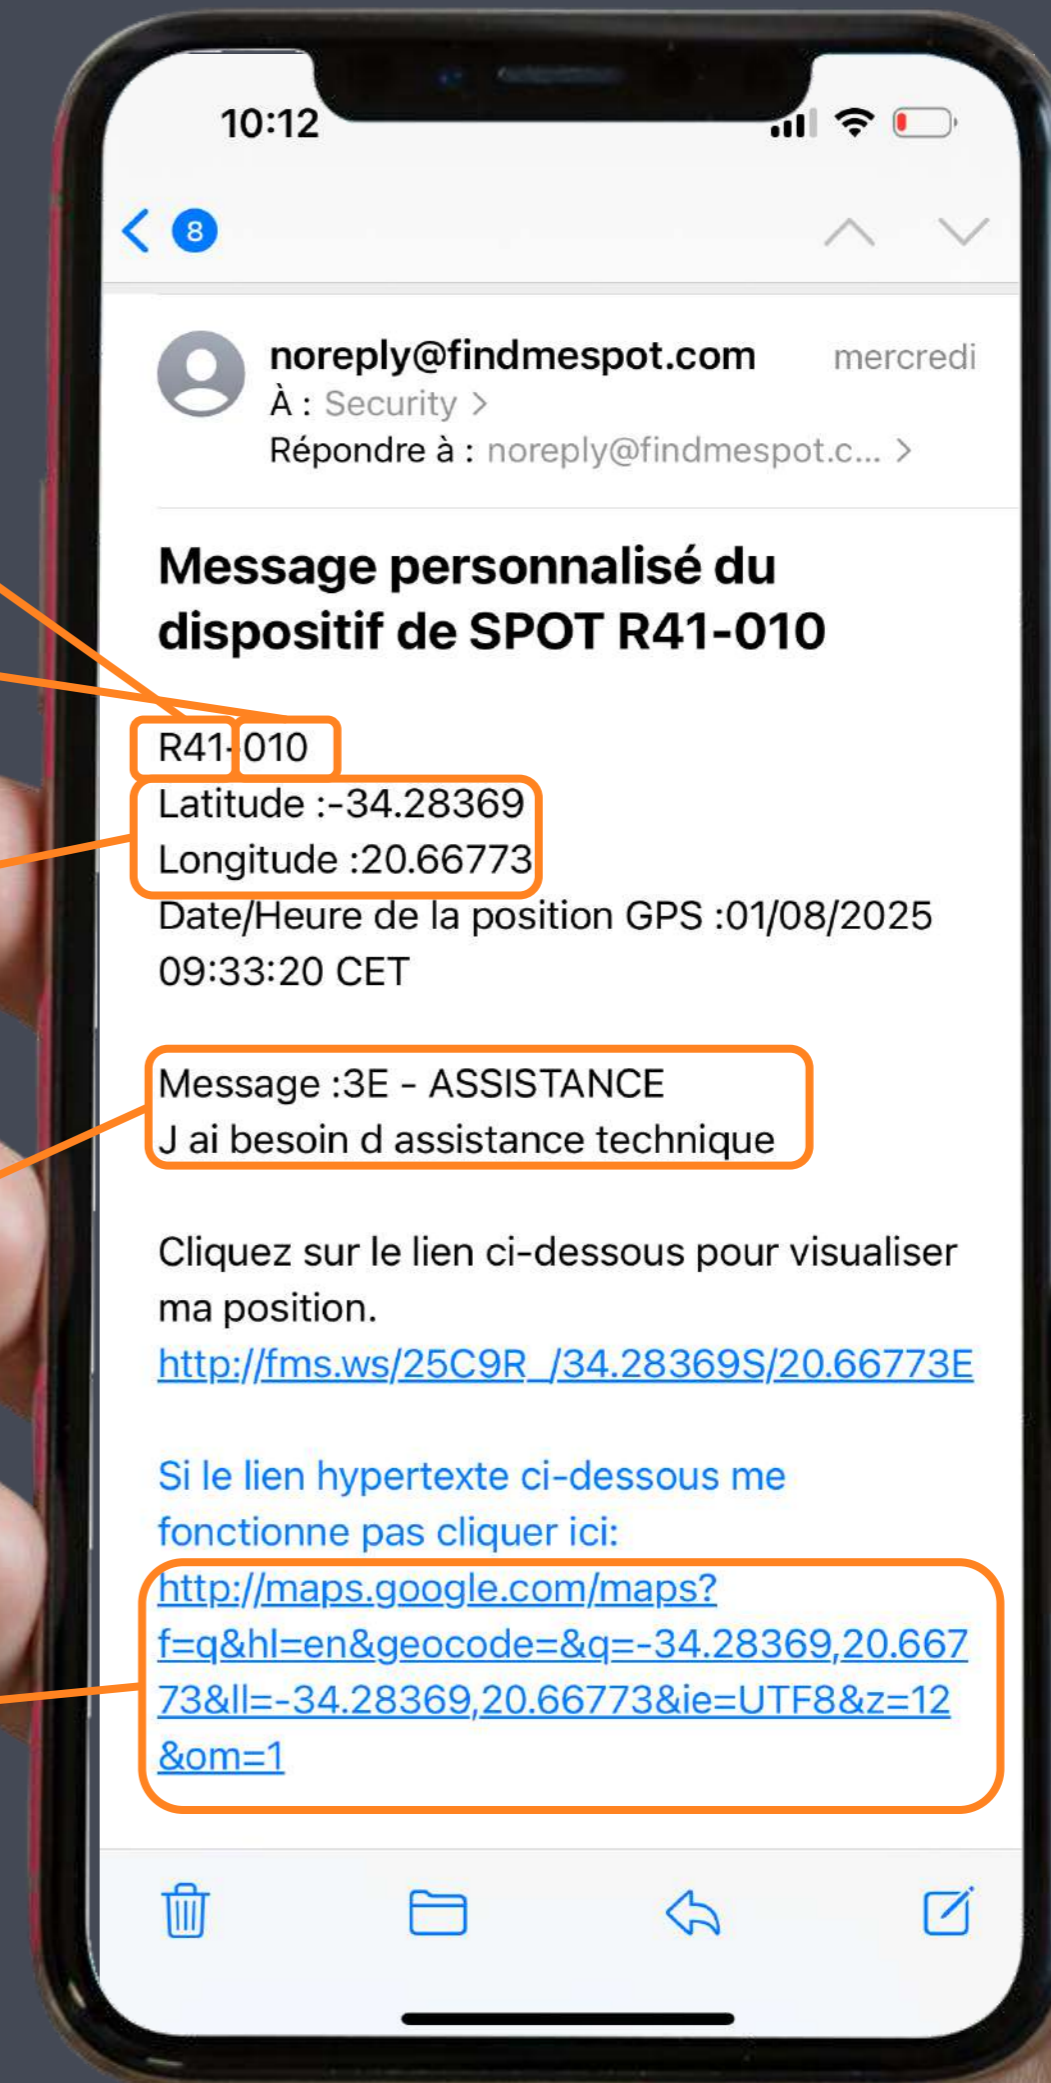 10:12
8
noreply@findmespot.com mercredi
À : Security >
Répondre à : noreply@findmespot.c... >
Message personnalisé du
dispositif de SPOT R41-010
R41-010
Latitude :-34.28369
Longitude :20.66773
Date/Heure de la position GPS :01/08/2025
09:33:20 CET
Message :3E - ASSISTANCE
J ai besoin d assistance technique
Cliquez sur le lien ci-dessous pour visualiser
ma position.
http://fms.ws/25C9R_/34.28369S/20.66773E
Si le lien hypertexte ci-dessous me
fonctionne pas cliquer ici:
http://maps.google.com/maps?
f=q&hl=en&geocode=&q=-34.28369,20.667
73&ll=-34.28369,20.66773&ie=UTF8&z=12
&om=1